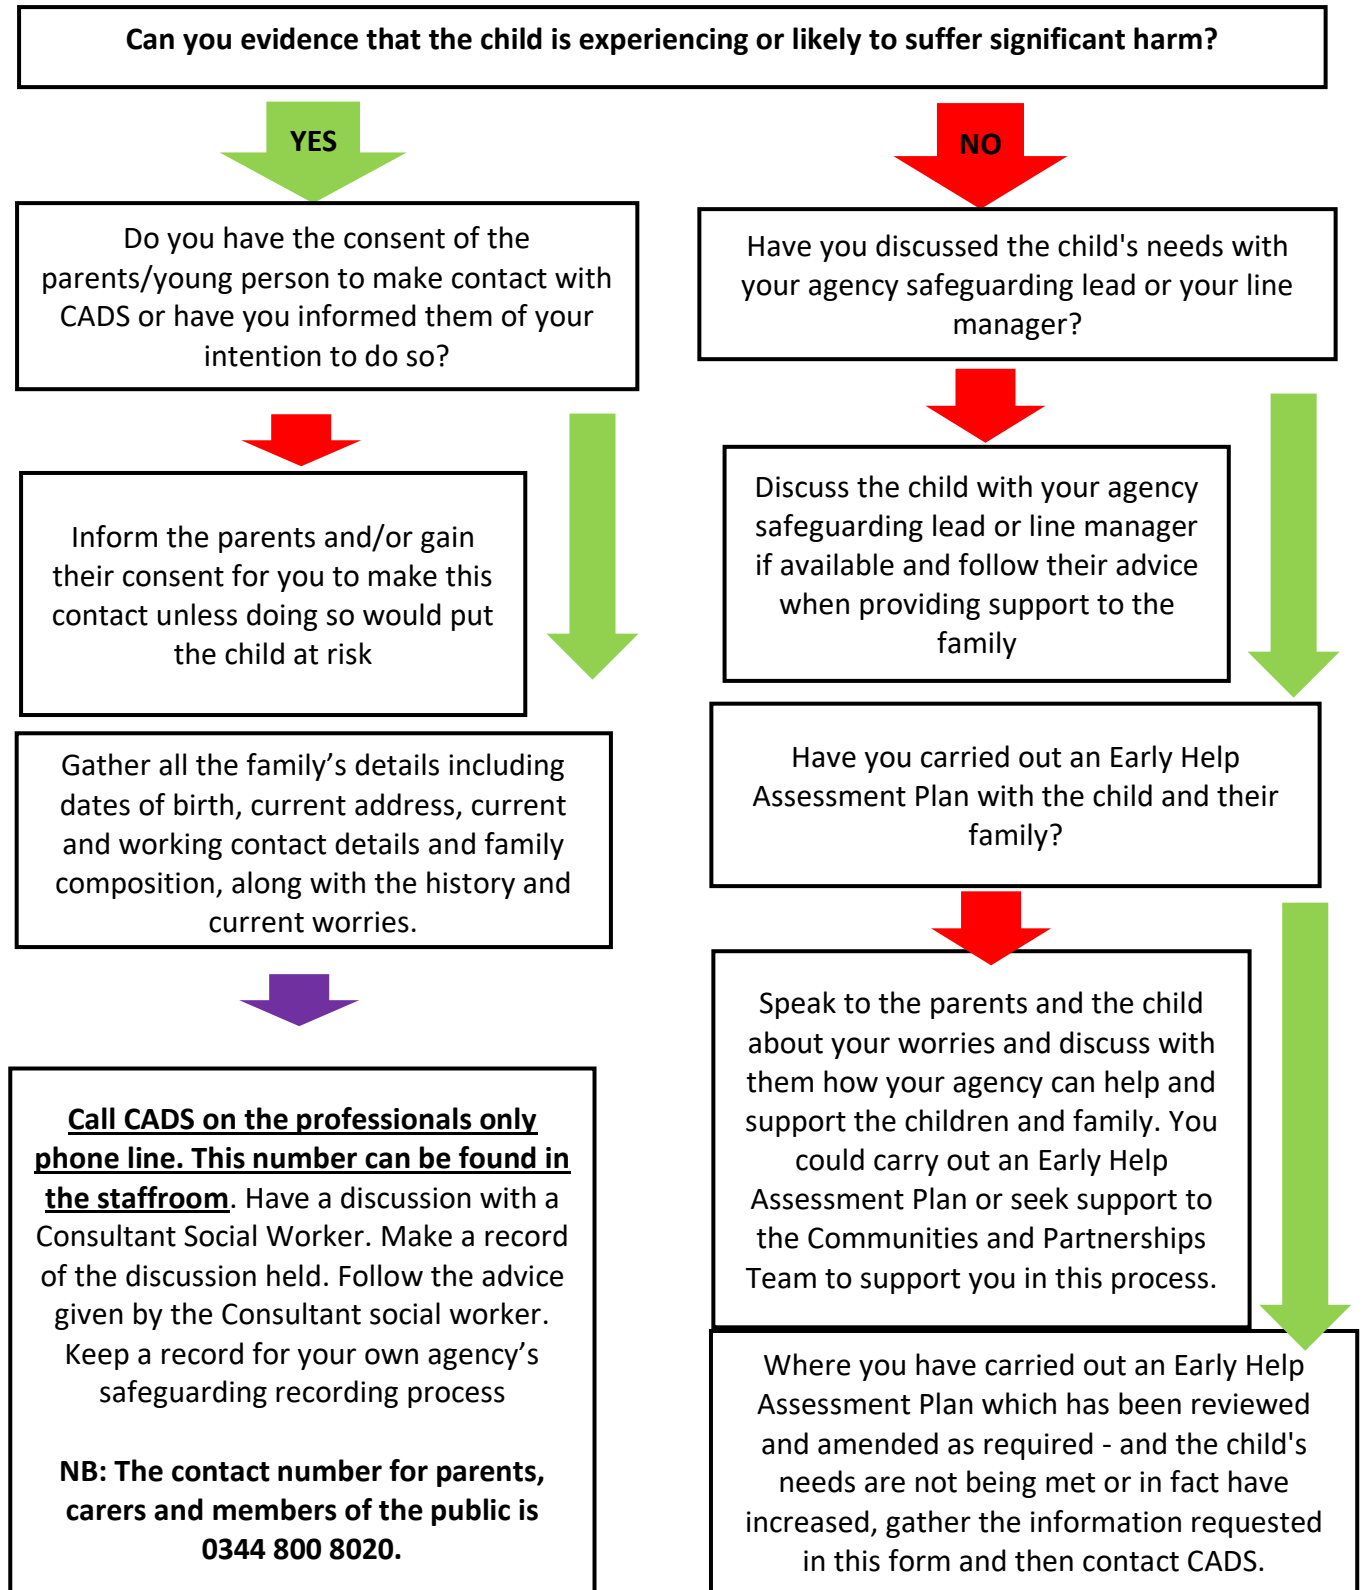 Can you evidence that the child is experiencing or likely to suffer significant harm?
YES
Do you have the consent of the
parents/young person to make contact with
CADS or have you informed them of your
intention to do so?
Inform the parents and/or gain
their consent for you to make this
contact unless doing so would put
the child at risk
Gather all the family’s details including
dates of birth, current address, current
and working contact details and family
composition, along with the history and
current worries.
Call CADS on the professionals only
phone line. This number can be found in
the staffroom. Have a discussion with a
Consultant Social Worker. Make a record
of the discussion held. Follow the advice
given by the Consultant social worker.
Keep a record for your own agency’s
safeguarding recording process
NB: The contact number for parents,
carers and members of the public is
0344 800 8020.
NO
Have you discussed the child's needs with
your agency safeguarding lead or your line
manager?
Discuss the child with your agency
safeguarding lead or line manager
if available and follow their advice
when providing support to the
family
Have you carried out an Early Help
Assessment Plan with the child and their
family?
Speak to the parents and the child
about your worries and discuss with
them how your agency can help and
support the children and family. You
could carry out an Early Help
Assessment Plan or seek support to
the Communities and Partnerships
Team to support you in this process.
Where you have carried out an Early Help
Assessment Plan which has been reviewed
and amended as required - and the child's
needs are not being met or in fact have
increased, gather the information requested
in this form and then contact CADS.